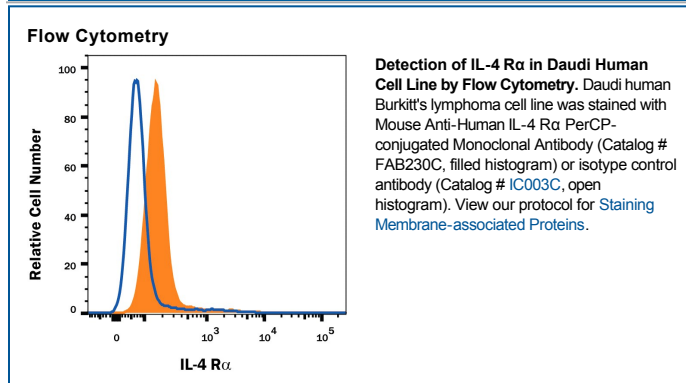 Flow Cytometry
100
80
60
40
20
0
Relative Cell Number
0 10³ 10⁴ 10⁵
IL-4 Rα
Detection of IL-4 Rα in Daudi Human
Cell Line by Flow Cytometry. Daudi human
Burkitt's lymphoma cell line was stained with
Mouse Anti-Human IL-4 Rα PerCP-
conjugated Monoclonal Antibody (Catalog #
FAB230C, filled histogram) or isotype control
antibody (Catalog # IC003C, open
histogram). View our protocol for Staining
Membrane-associated Proteins.